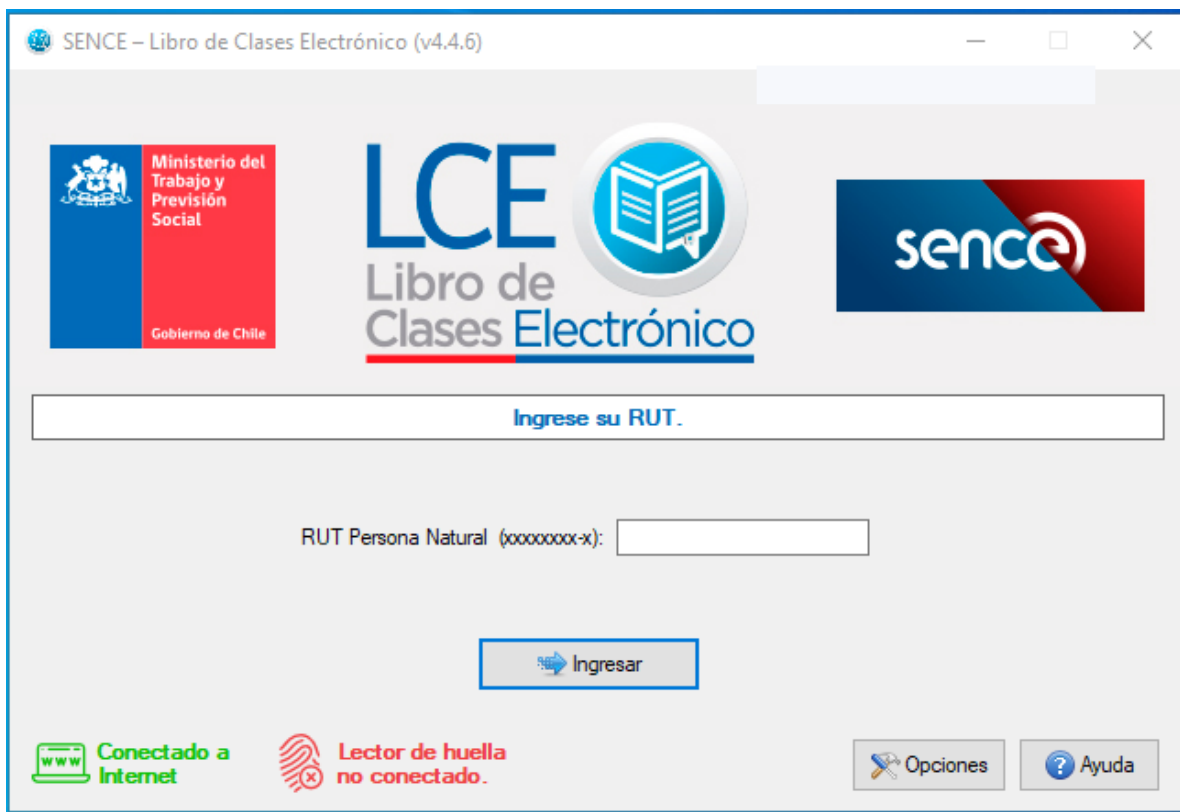 SENCE – Libro de Clases Electrónico (v4.4.6)
Ministerio del
Trabajo y
Previsión
Social
Gobierno de Chile
LCE
Libro de
Clases Electrónico
sence
Ingrese su RUT.
RUT Persona Natural (xxxxxxxx-x):
Ingresar
www
Conectado a
Internet
Lector de huella
no conectado.
Opciones
Ayuda